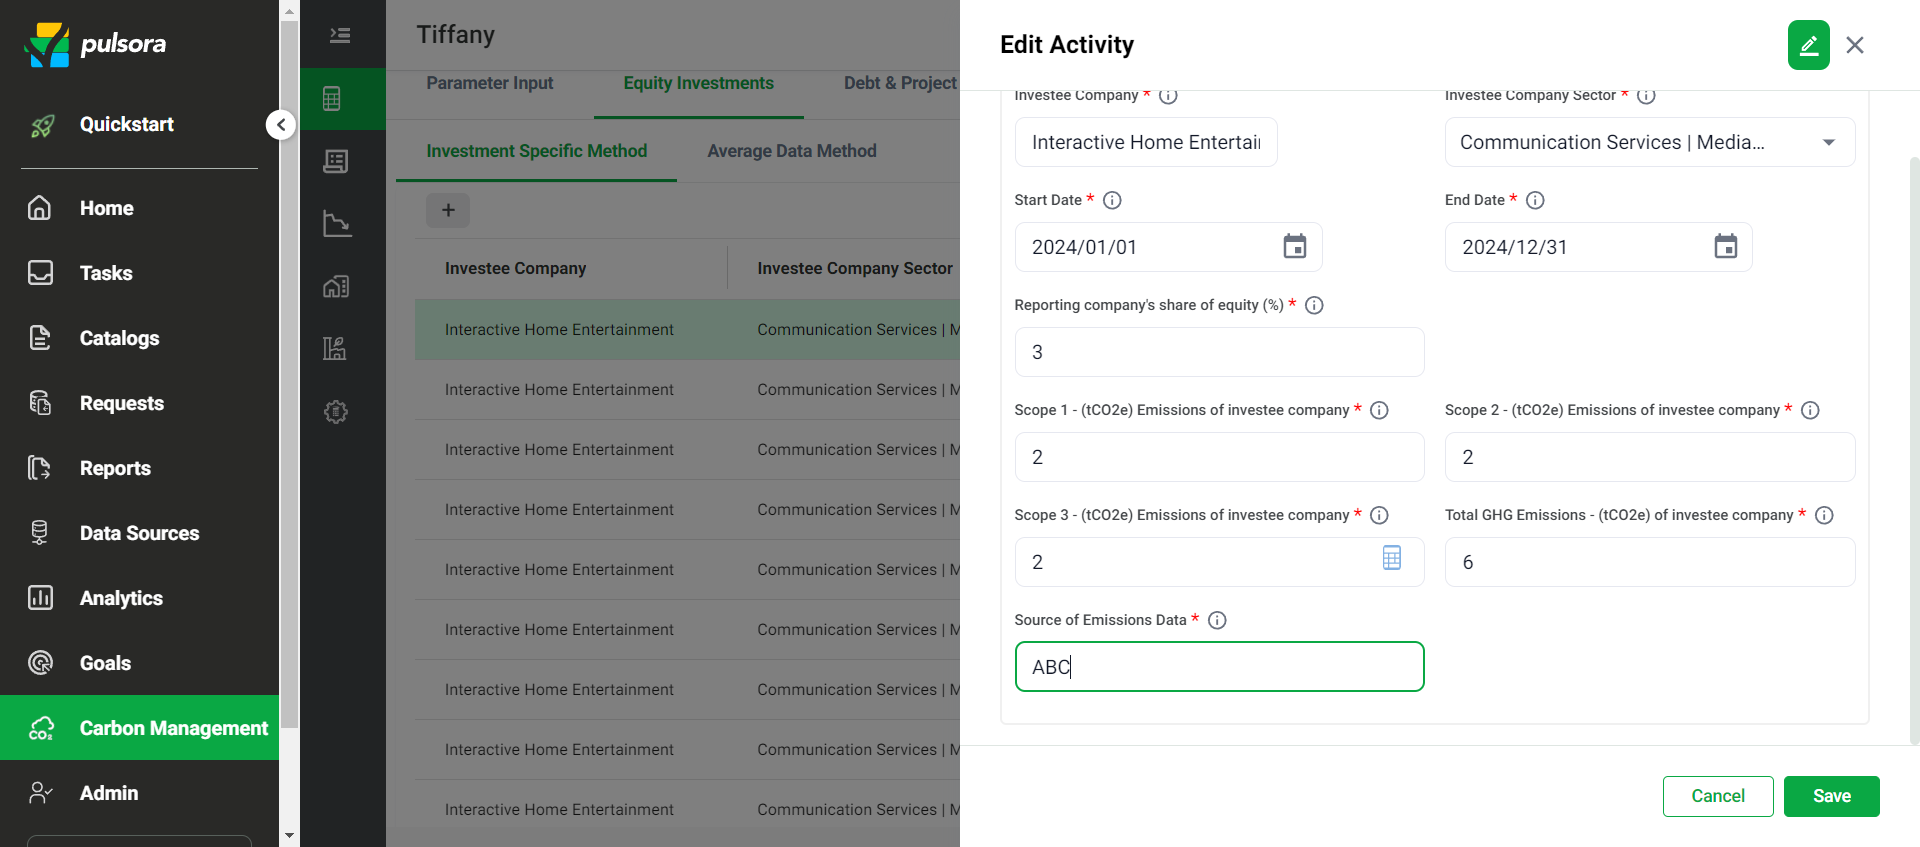 pulsora
Quickstart
Home
Tasks
Catalogs
Requests
Reports
Data Sources
Analytics
Goals
CO₂ Carbon Management
Admin
Tiffany
Parameter Input Equity Investments Debt & Project
Investment Specific Method Average Data Method
+
Investee Company Investee Company Sector
Interactive Home Entertainment Communication Services | M
Interactive Home Entertainment Communication Services | M
Interactive Home Entertainment Communication Services | M
Interactive Home Entertainment Communication Services | M
Interactive Home Entertainment Communication Services | M
Interactive Home Entertainment Communication Services | M
Interactive Home Entertainment Communication Services | M
Interactive Home Entertainment Communication Services | M
Interactive Home Entertainment Communication Services | M
Edit Activity
Investee Company * Investee Company Sector *
Interactive Home Entertai Communication Services | Media...
Start Date * End Date *
2024/01/01 2024/12/31
Reporting company's share of equity (%) *
3
Scope 1 - (tCO2e) Emissions of investee company * Scope 2 - (tCO2e) Emissions of investee company *
2 2
Scope 3 - (tCO2e) Emissions of investee company * Total GHG Emissions - (tCO2e) of investee company *
2 6
Source of Emissions Data *
ABC
Cancel Save